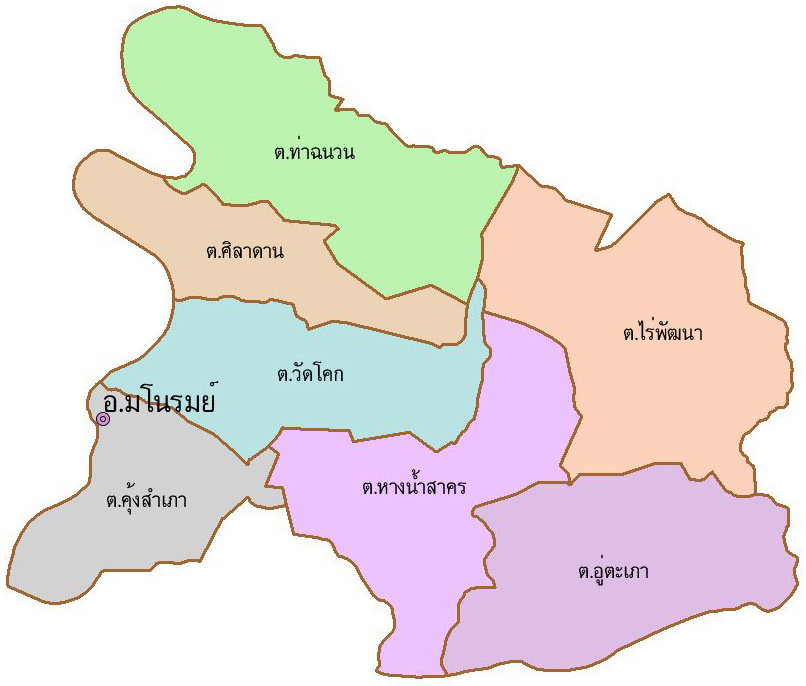 ต.ท่าฉนวน
ต.ศิลาดาน
ต.ไร่พัฒนา
ต.วัดโคก
อ.มโนรมย์
ต.หางน้ำสาคร
ต.คุ้งสำเภา
ต.อู่ตะเภา